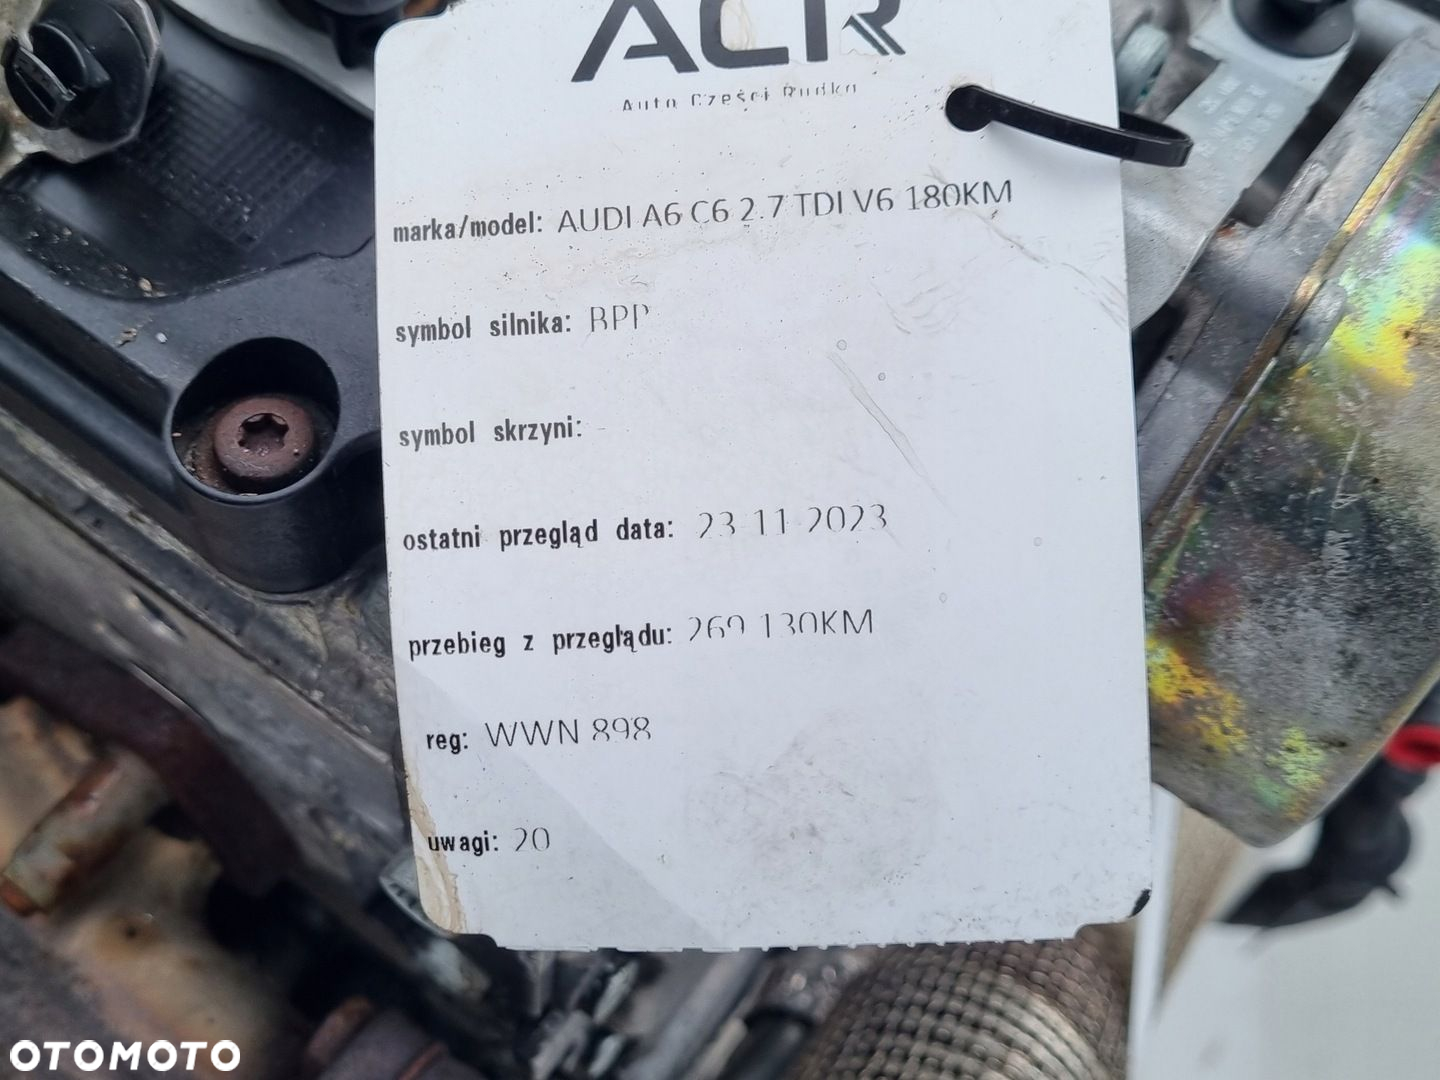 ACR
Auto Części Rudko
marka/model: AUDI A6 C6 2.7 TDI V6 180KM
symbol silnika: BPP
symbol skrzyni: -
ostatni przegląd data: 23-11-2023
przebieg z przeglądu: 269 130KM
reg: WWN 898
uwagi: 20
OTOMOTO